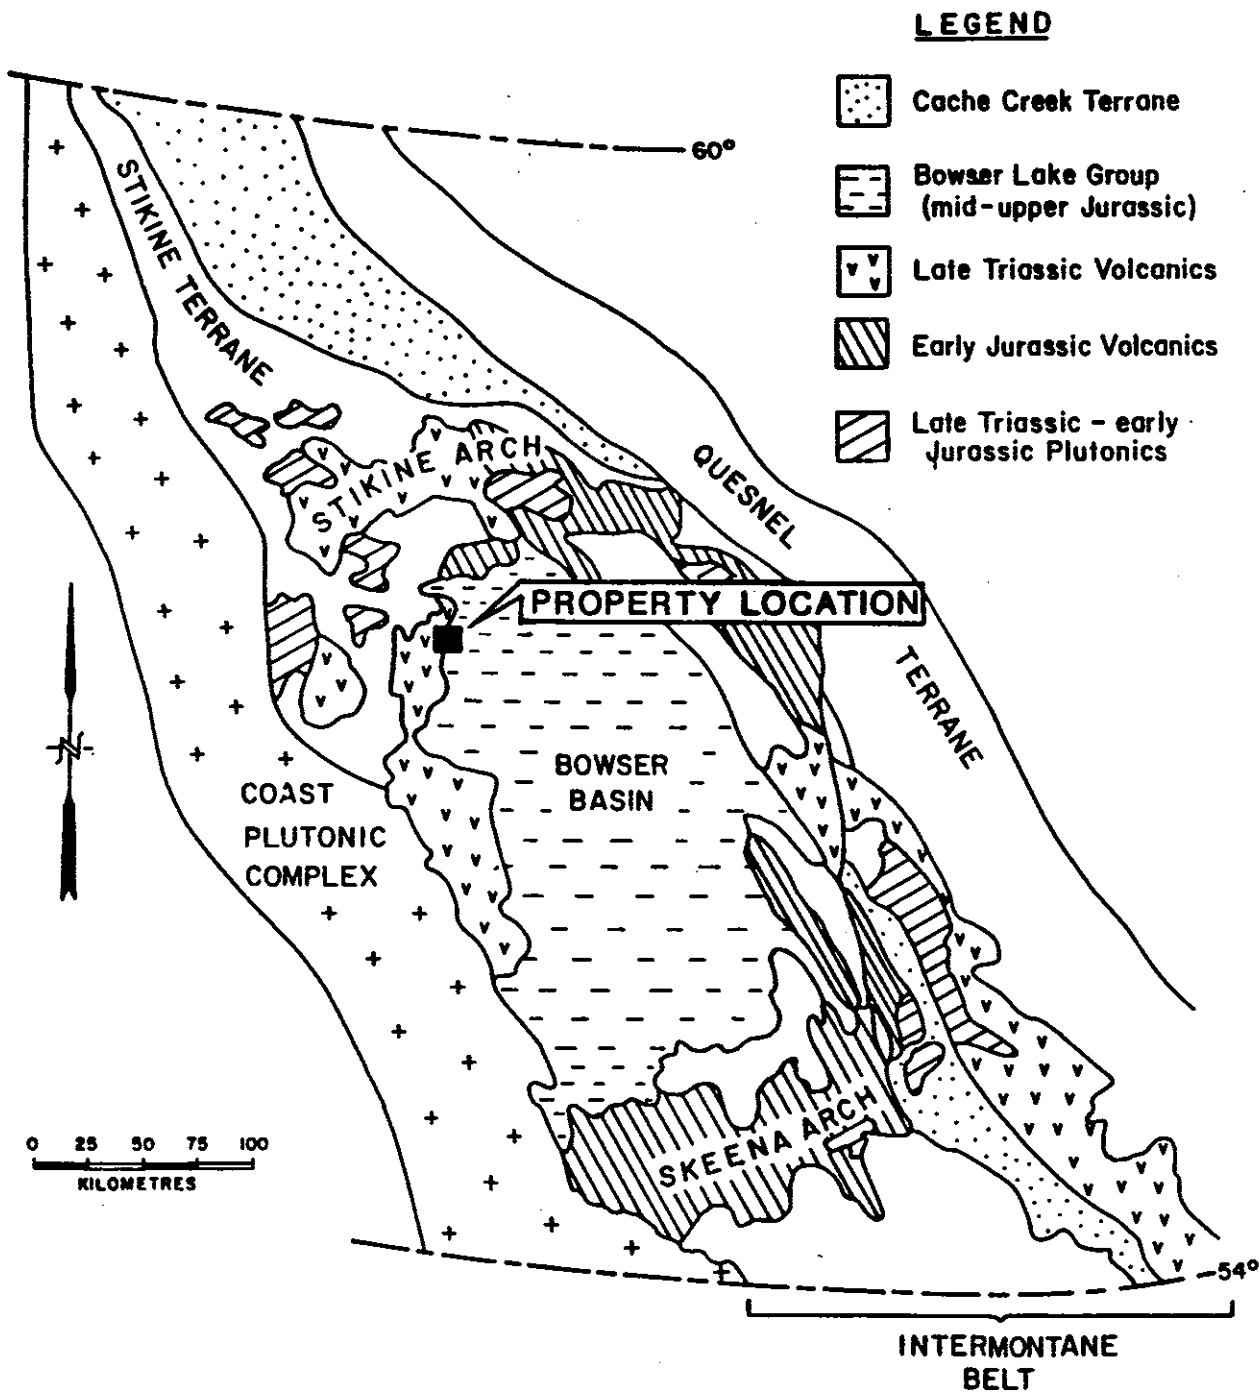 LEGEND
Cache Creek Terrane
Bowser Lake Group
(mid-upper Jurassic)
Late Triassic Volcanics
Early Jurassic Volcanics
Late Triassic - early
Jurassic Plutonics
60°
STIKINE TERRANE
STIKINE ARCH
QUESNEL
TERRANE
PROPERTY LOCATION
N
BOWSER
BASIN
COAST
PLUTONIC
COMPLEX
SKEENA ARCH
0 25 50 75 100
KILOMETRES
54°
INTERMONTANE
BELT